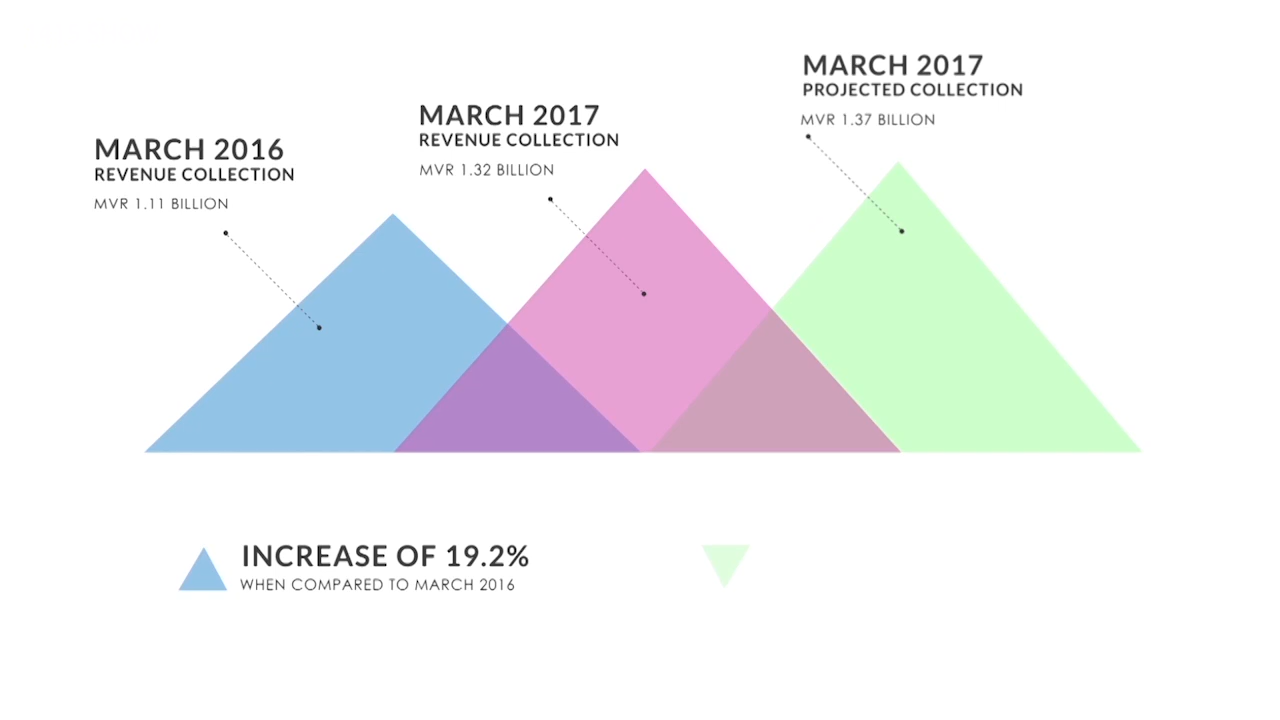 MARCH 2016
REVENUE COLLECTION
MVR 1.11 BILLION
MARCH 2017
REVENUE COLLECTION
MVR 1.32 BILLION
MARCH 2017
PROJECTED COLLECTION
MVR 1.37 BILLION
INCREASE OF 19.2%
WHEN COMPARED TO MARCH 2016